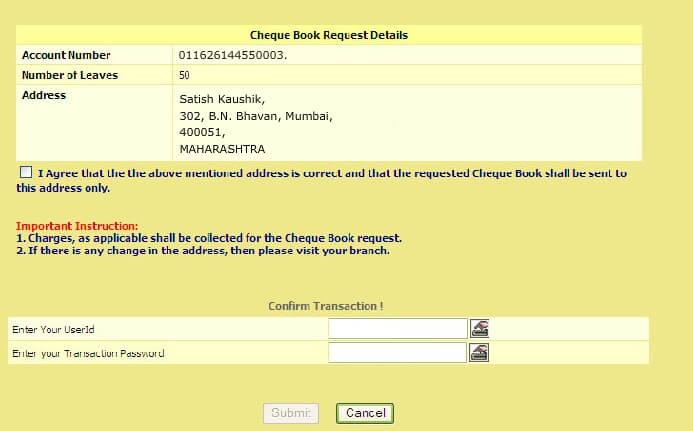 Cheque Book Request Details
Account Number 011626144550003.
Number of Leaves 50
Address Satish Kaushik,
302, B.N. Bhavan, Mumbai,
400051,
MAHARASHTRA
I Agree that the the above mentioned address is correct and that the requested Cheque Book shall be sent to
this address only.
Important Instruction:
1. Charges, as applicable shall be collected for the Cheque Book request.
2. If there is any change in the address, then please visit your branch.
Confirm Transaction !
Enter Your UserId
Enter your Transaction Password
Submit Cancel